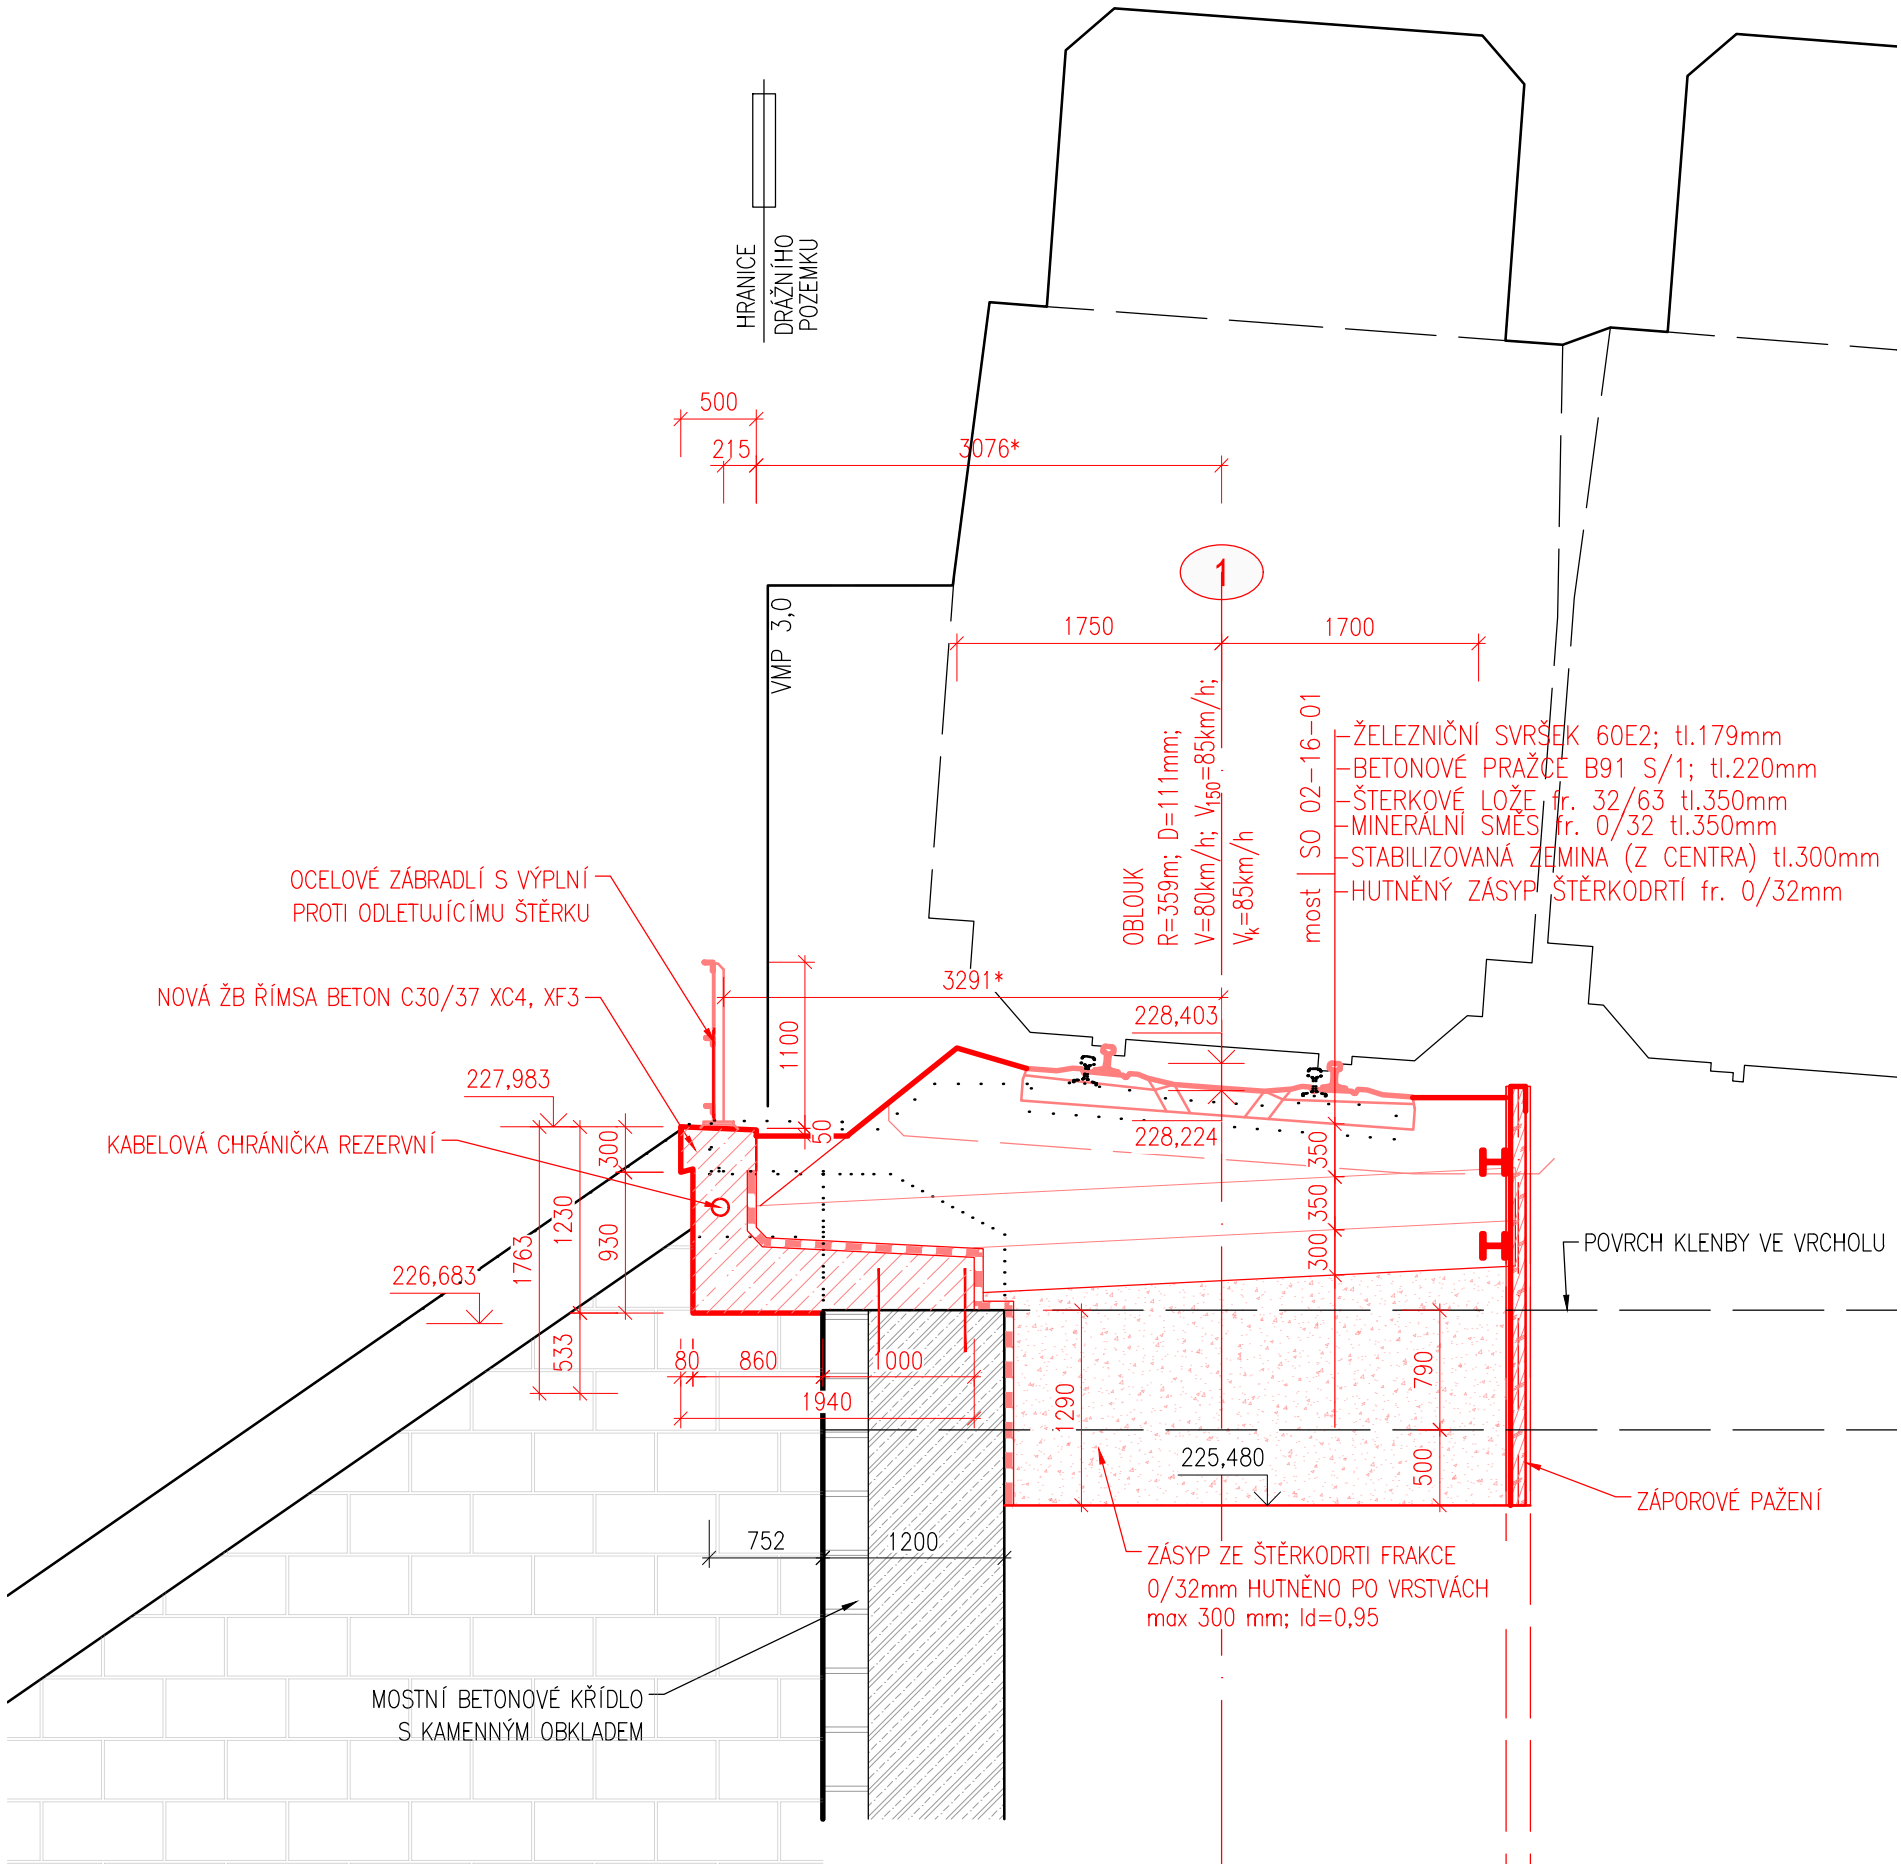 HRANICE
DRÁŽNÍHO
POZEMKU
500
215
3076*
1
VMP 3,0
1750
1700
OBLOUK
R=359m; D=111mm;
V=80km/h; V150=85km/h;
Vk=85km/h
most | SO 02-16-01
ŽELEZNIČNÍ SVRŠEK 60E2; tl.179mm
BETONOVÉ PRAŽCE B91 S/1; tl.220mm
ŠTERKOVÉ LOŽE fr. 32/63 tl.350mm
MINERÁLNÍ SMĚS fr. 0/32 tl.350mm
STABILIZOVANÁ ZEMINA (Z CENTRA) tl.300mm
HUTNĚNÝ ZÁSYP ŠTĚRKODRTÍ fr. 0/32mm
OCELOVÉ ZÁBRADLÍ S VÝPLNÍ
PROTI ODLETUJÍCÍMU ŠTĚRKU
NOVÁ ŽB ŘÍMSA BETON C30/37 XC4, XF3
3291*
228,403
1100
227,983
50
228,224
KABELOVÁ CHRÁNIČKA REZERVNÍ
300
350
1230
350
930
1763
300
226,683
POVRCH KLENBY VE VRCHOLU
533
80
860
1000
1940
790
1290
500
225,480
ZÁPOROVÉ PAŽENÍ
752
1200
ZÁSYP ZE ŠTĚRKODRTI FRAKCE
0/32mm HUTNĚNO PO VRSTVÁCH
max 300 mm; Id=0,95
MOSTNÍ BETONOVÉ KŘÍDLO
S KAMENNÝM OBKLADEM